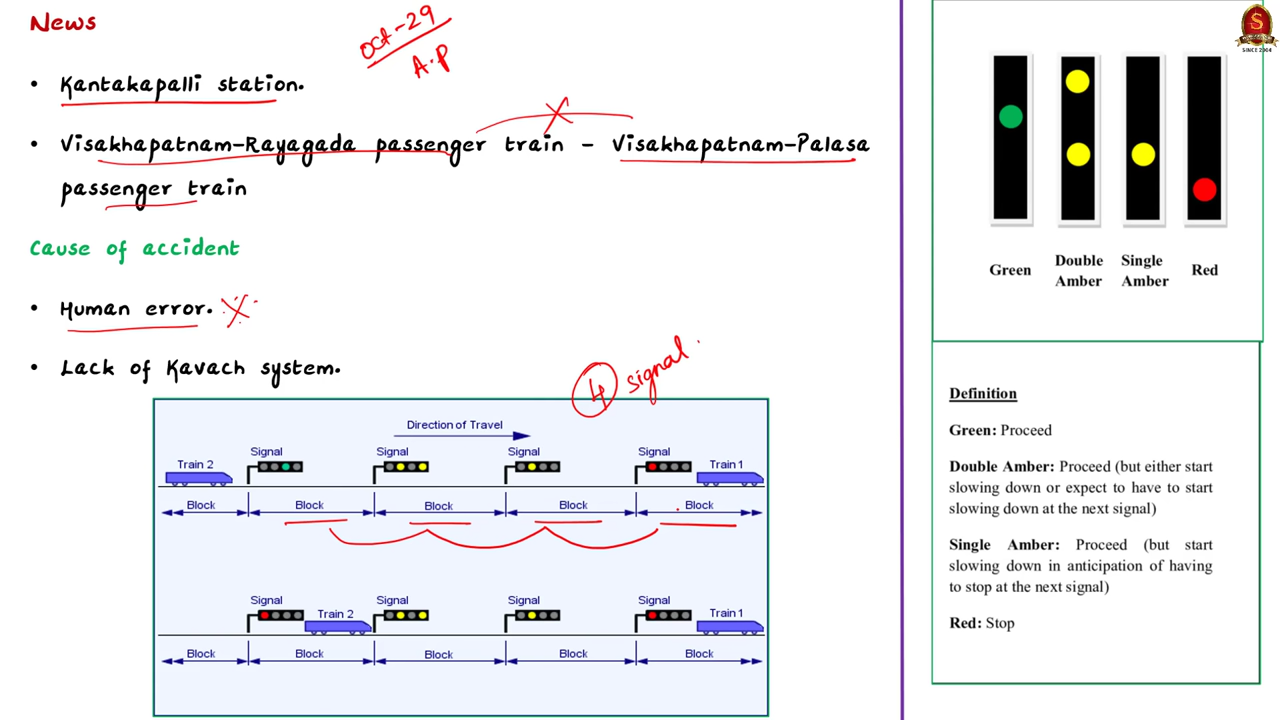 News
oct-29
A.P
• Kantakapalli station.
• Visakhapatnam-Rayagada passenger train - Visakhapatnam-Palasa
passenger train
Cause of accident
• Human error.
• Lack of Kavach system.
4 signal
Direction of Travel
Signal Signal Signal Signal
Train 2 Train 1
Block Block Block Block Block
Signal Signal Signal Signal
Train 2 Train 1
Block Block Block Block Block
S
SINCE 2004
Green
Double
Amber
Single
Amber
Red
Definition
Green: Proceed
Double Amber: Proceed (but either start
slowing down or expect to have to start
slowing down at the next signal)
Single Amber: Proceed (but start
slowing down in anticipation of having
to stop at the next signal)
Red: Stop